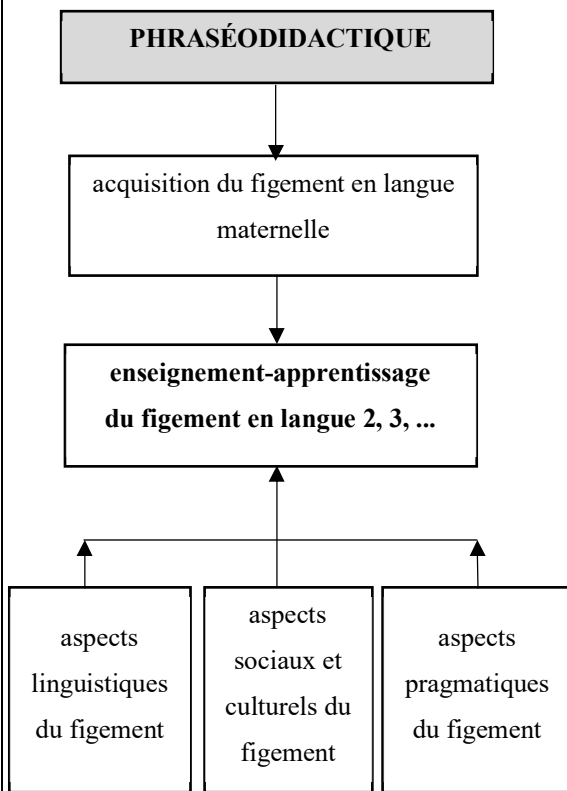 PHRASÉODIDACTIQUE
acquisition du figement en langue
maternelle
enseignement-apprentissage
du figement en langue 2, 3, ...
aspects
linguistiques
du figement
aspects
sociaux et
culturels du
figement
aspects
pragmatiques
du figement